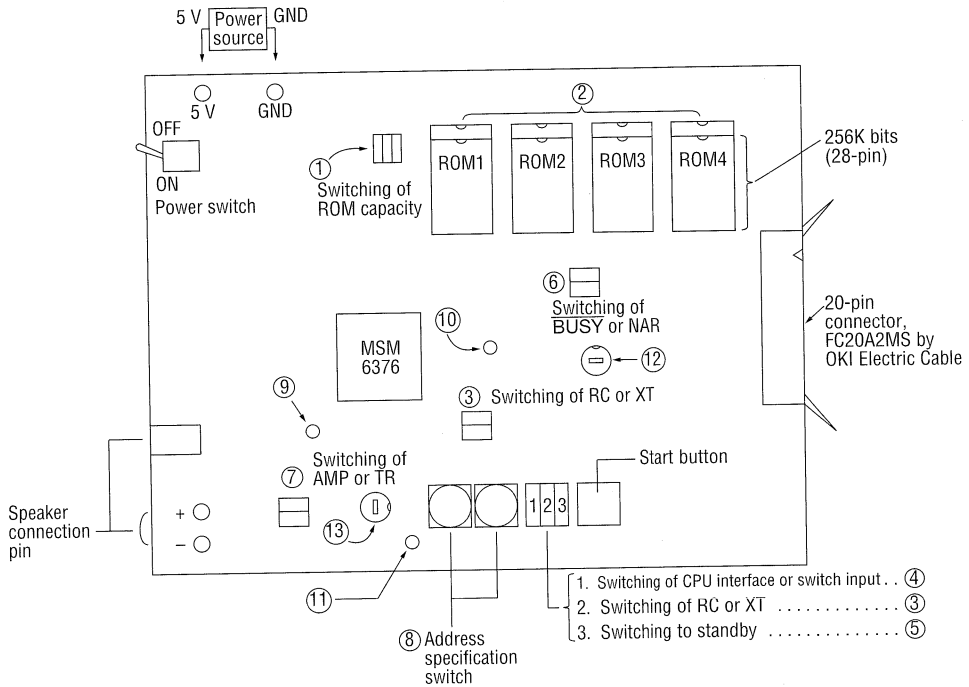 5 V
Power
source
GND
5 V
GND
OFF
ON
Power switch
①
Switching of
ROM capacity
②
ROM1
ROM2
ROM3
ROM4
256K bits
(28-pin)
⑥
Switching of
BUSY or NAR
20-pin
connector,
FC20A2MS by
OKI Electric Cable
MSM
6376
⑩
⑫
③ Switching of RC or XT
⑨
Switching of
⑦ AMP or TR
⑬
⑪
Start button
1 2 3
Speaker
connection
pin
+
–
1. Switching of CPU interface or switch input . . ④
2. Switching of RC or XT . . . . . . . . . . . . . ③
3. Switching to standby . . . . . . . . . . . . . . ⑤
⑧ Address
specification
switch